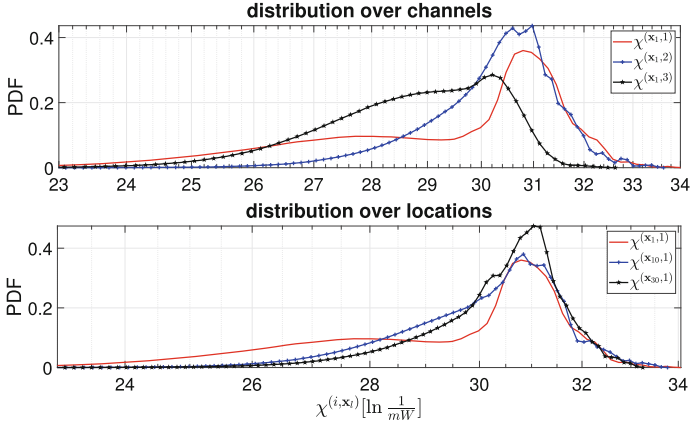 distribution over channels
PDF
0.4
0.2
0
χ^(x₁,1)
χ^(x₁,2)
χ^(x₁,3)
23 24 25 26 27 28 29 30 31 32 33 34
distribution over locations
PDF
0.4
0.2
0
χ^(x₁,1)
χ^(x₁₀,1)
χ^(x₃₀,1)
24 26 28 30 32 34
χ^(i,x_l)[ln 1/mW]